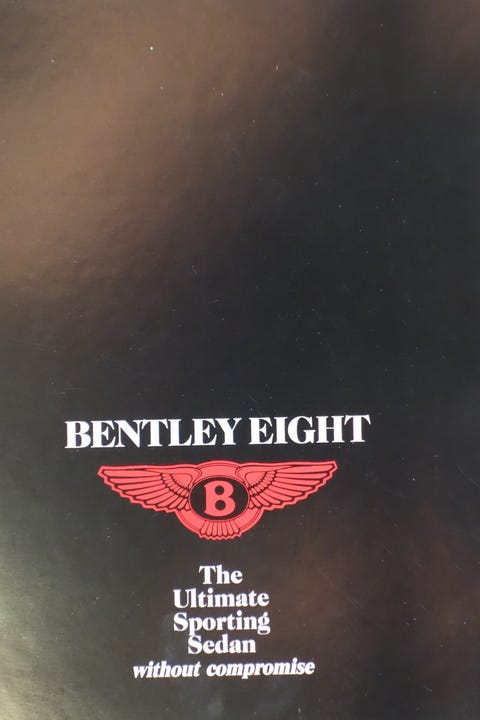 BENTLEY EIGHT
B
The
Ultimate
Sporting
Sedan
without compromise